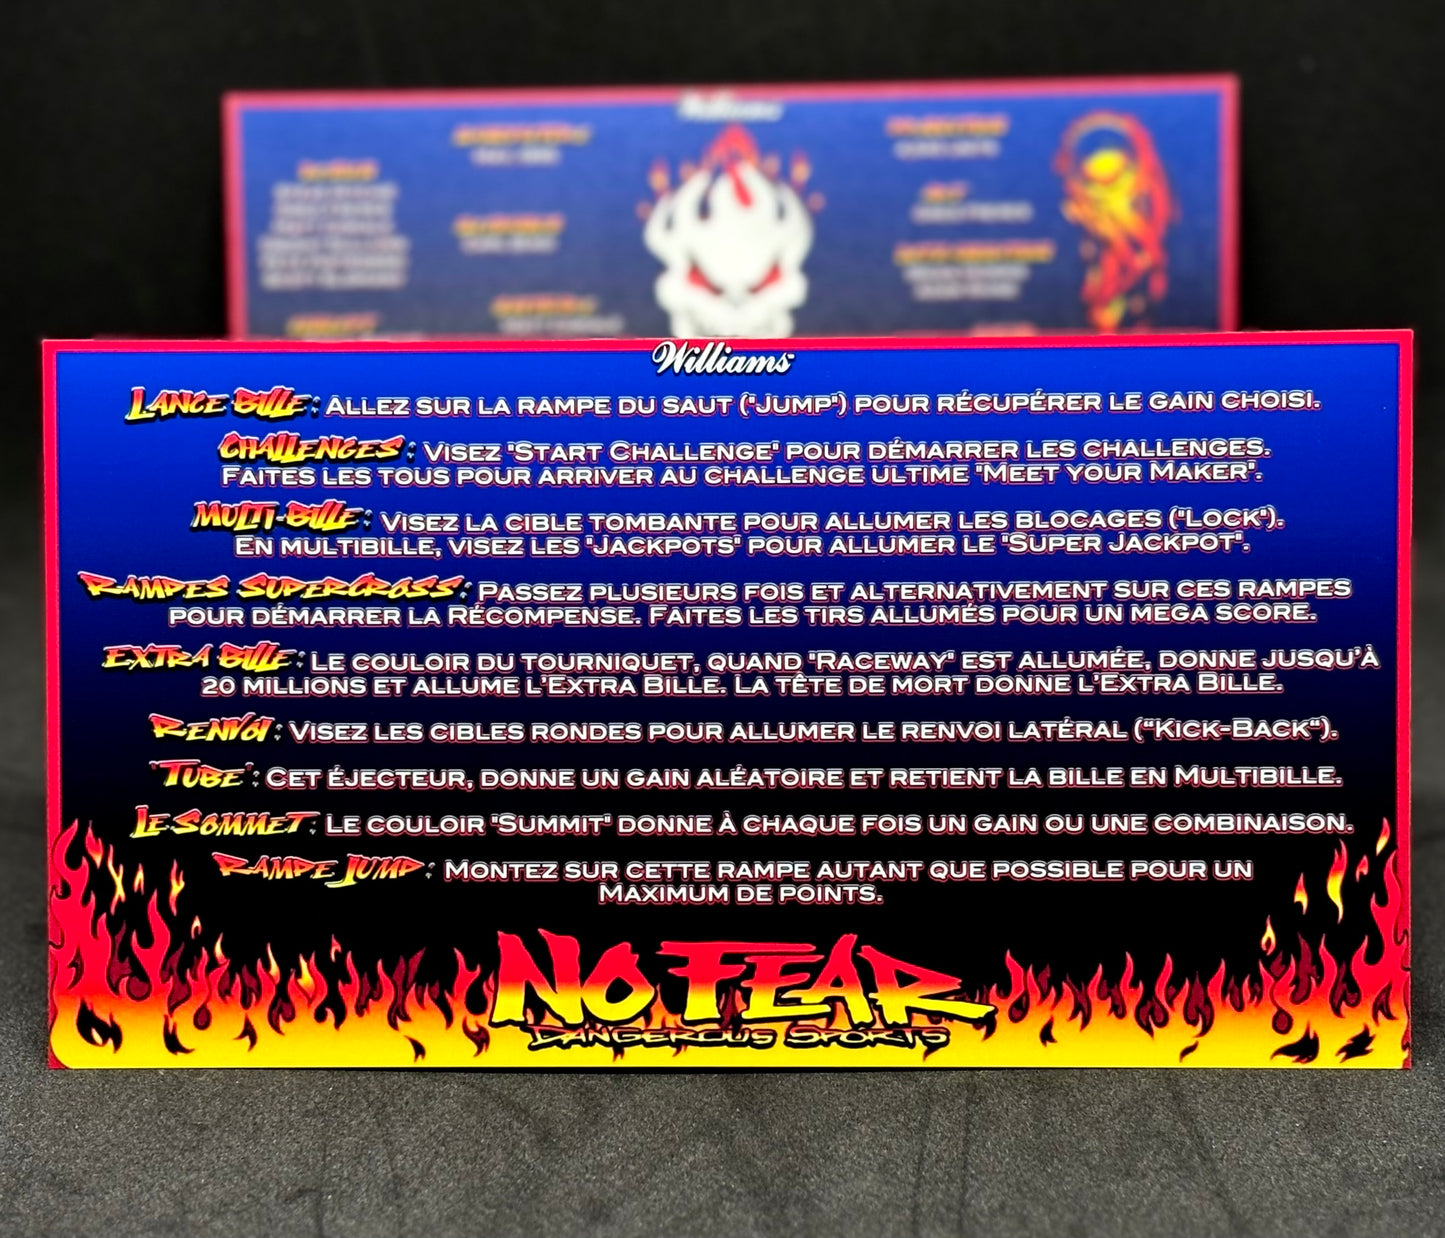 Williams
Williams
LANCE BILLE : ALLEZ SUR LA RAMPE DU SAUT ("JUMP") POUR RÉCUPÉRER LE GAIN CHOISI.
CHALLENGES : VISEZ "START CHALLENGE" POUR DÉMARRER LES CHALLENGES.
FAITES LES TOUS POUR ARRIVER AU CHALLENGE ULTIME "MEET YOUR MAKER".
MULTI-BILLE : VISEZ LA CIBLE TOMBANTE POUR ALLUMER LES BLOCAGES ("LOCK").
EN MULTIBILLE, VISEZ LES "JACKPOTS" POUR ALLUMER LE "SUPER JACKPOT".
RAMPES SUPERCROSS : PASSEZ PLUSIEURS FOIS ET ALTERNATIVEMENT SUR CES RAMPES
POUR DÉMARRER LA RÉCOMPENSE. FAITES LES TIRS ALLUMÉS POUR UN MEGA SCORE.
EXTRA BILLE : LE COULOIR DU TOURNIQUET, QUAND "RACEWAY" EST ALLUMÉE, DONNE JUSQU'À
20 MILLIONS ET ALLUME L'EXTRA BILLE. LA TÊTE DE MORT DONNE L'EXTRA BILLE.
RENVOI : VISEZ LES CIBLES RONDES POUR ALLUMER LE RENVOI LATÉRAL ("KICK-BACK").
"TUBE" : CET ÉJECTEUR, DONNE UN GAIN ALÉATOIRE ET RETIENT LA BILLE EN MULTIBILLE.
LE SOMMET : LE COULOIR "SUMMIT" DONNE À CHAQUE FOIS UN GAIN OU UNE COMBINAISON.
RAMPE JUMP : MONTEZ SUR CETTE RAMPE AUTANT QUE POSSIBLE POUR UN
MAXIMUM DE POINTS.
NO FEAR
DANGEROUS SPORTS